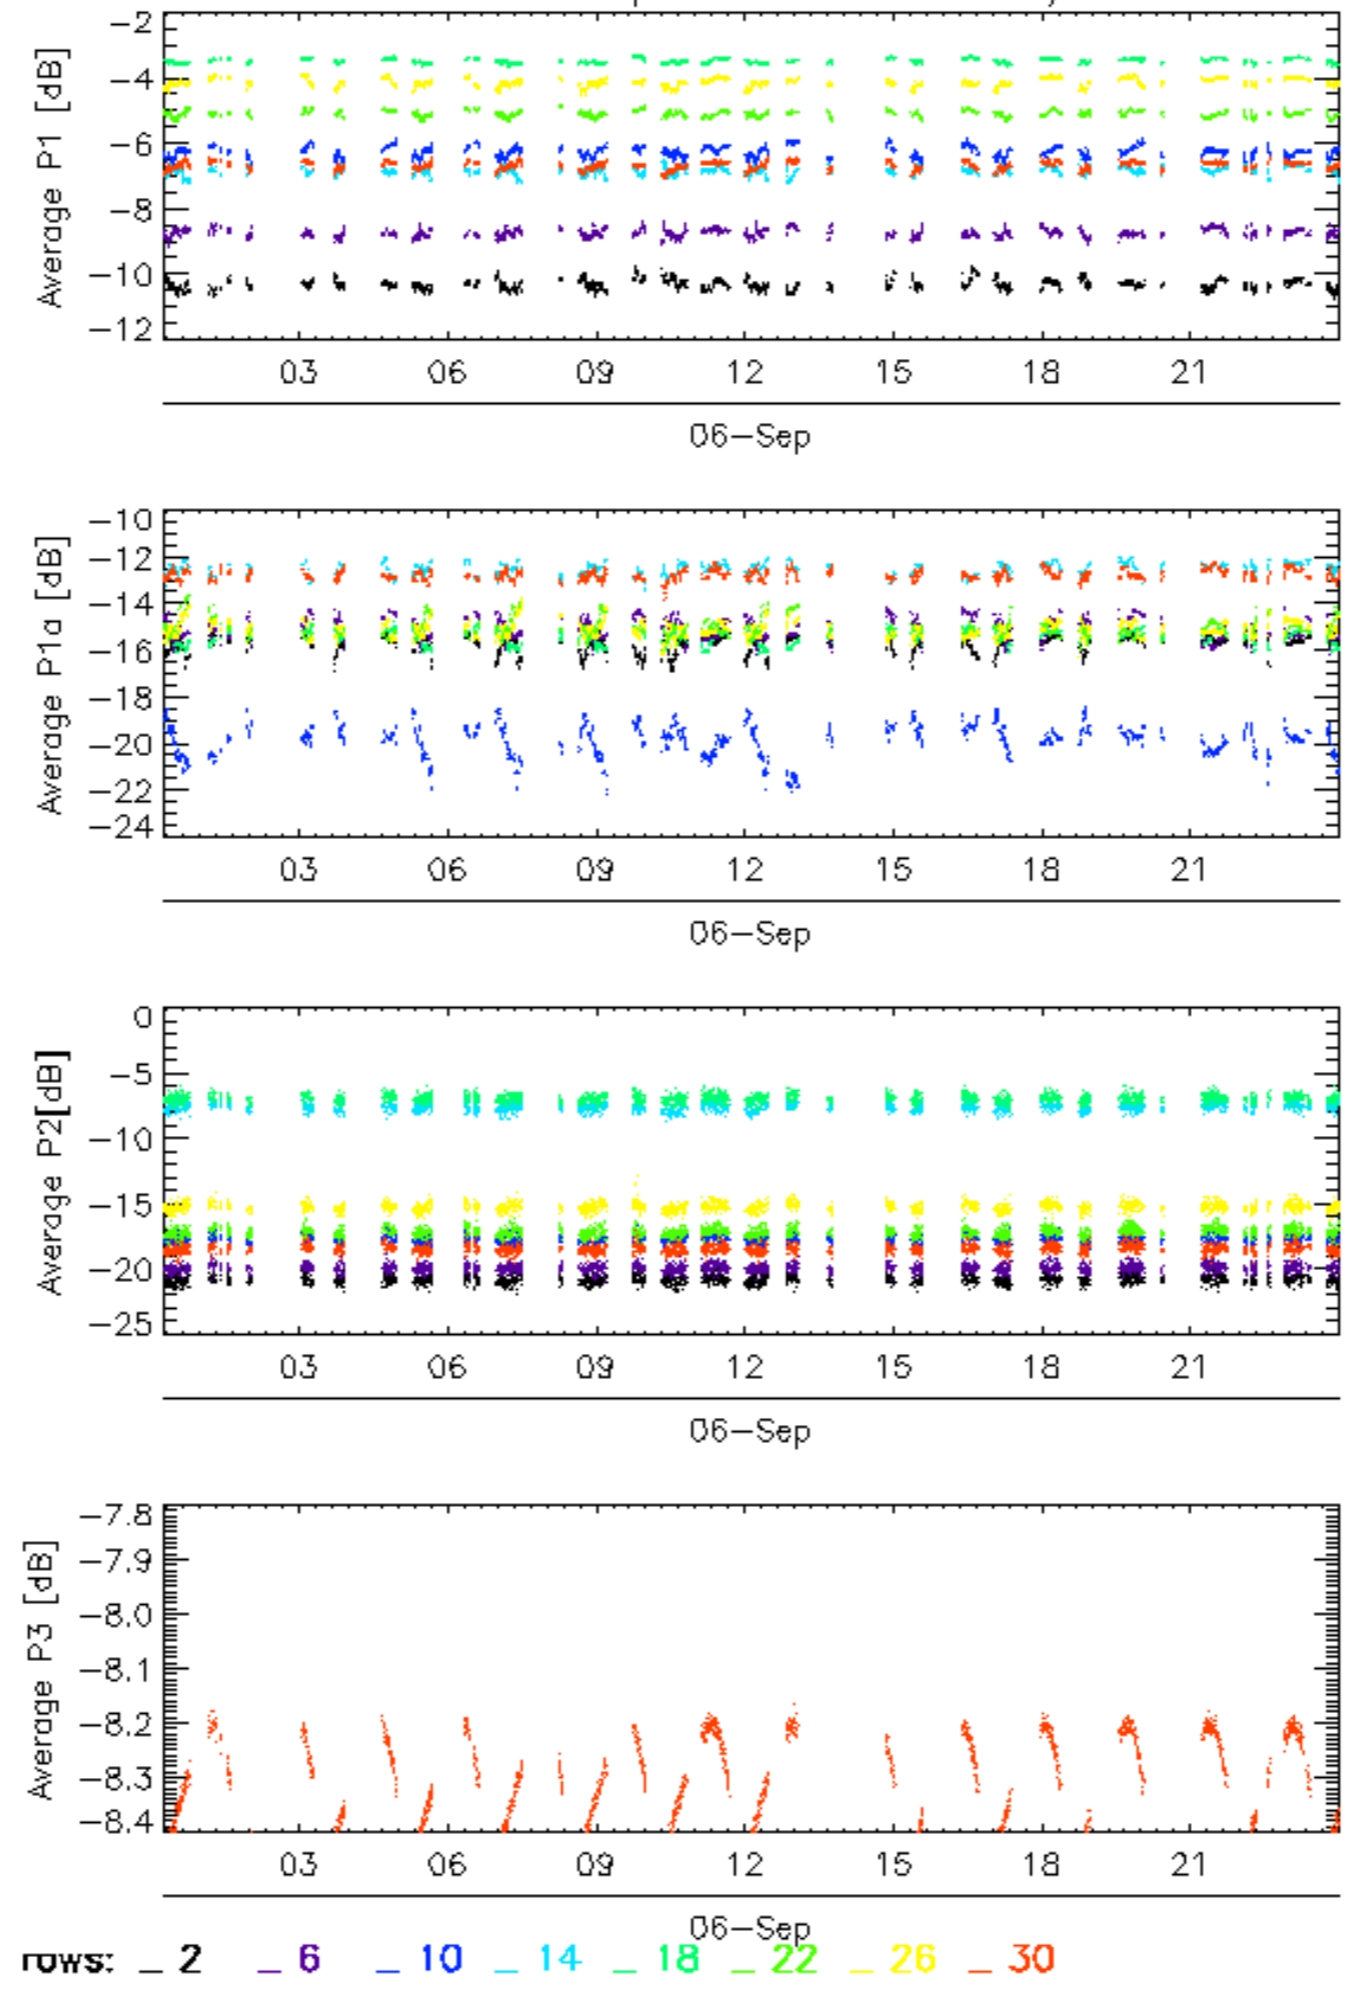 -2
-4
-6
-8
-10
-12
Average P1 [dB]
03 06 09 12 15 18 21
06-Sep
-10
-12
-14
-16
-18
-20
-22
-24
Average P1a [dB]
03 06 09 12 15 18 21
06-Sep
0
-5
-10
-15
-20
-25
Average P2[dB]
03 06 09 12 15 18 21
06-Sep
-7.8
-7.9
-8.0
-8.1
-8.2
-8.3
-8.4
Average P3 [dB]
03 06 09 12 15 18 21
06-Sep
rows: _ 2 _ 6 _ 10 _ 14 _ 18 _ 22 _ 26 _ 30